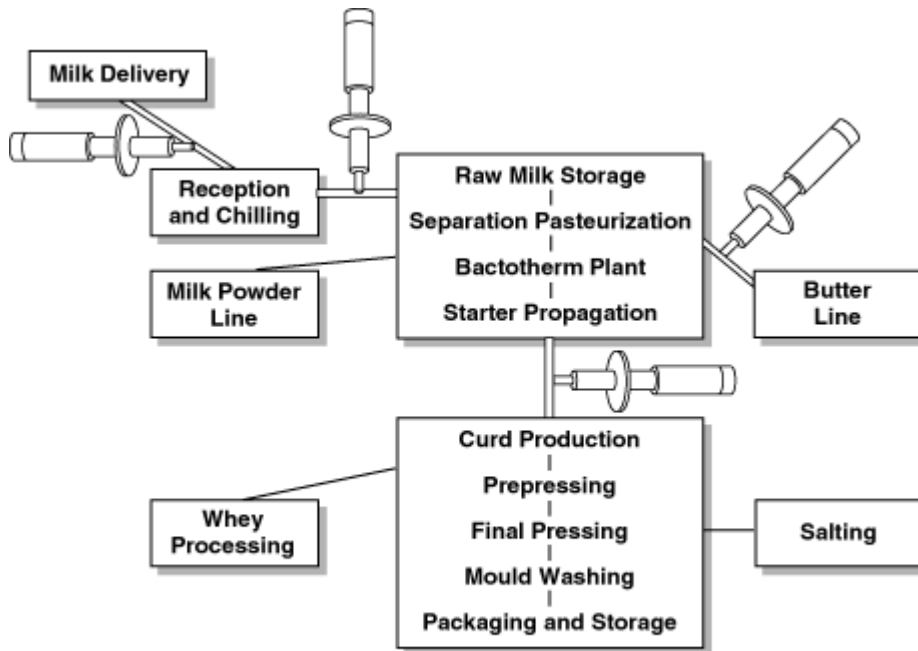 Milk Delivery
Reception
and Chilling
Raw Milk Storage
Separation Pasteurization
Bactotherm Plant
Starter Propagation
Milk Powder
Line
Butter
Line
Curd Production
Prepressing
Final Pressing
Mould Washing
Packaging and Storage
Whey
Processing
Salting